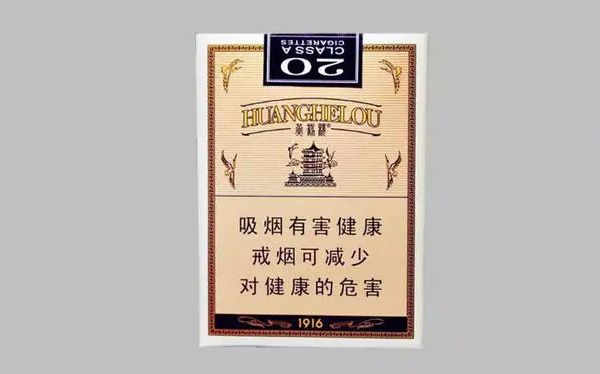 20
CLASS A
CIGARETTES
HUANGHELOU
黄鹤楼®
吸烟有害健康
戒烟可减少
对健康的危害
1916